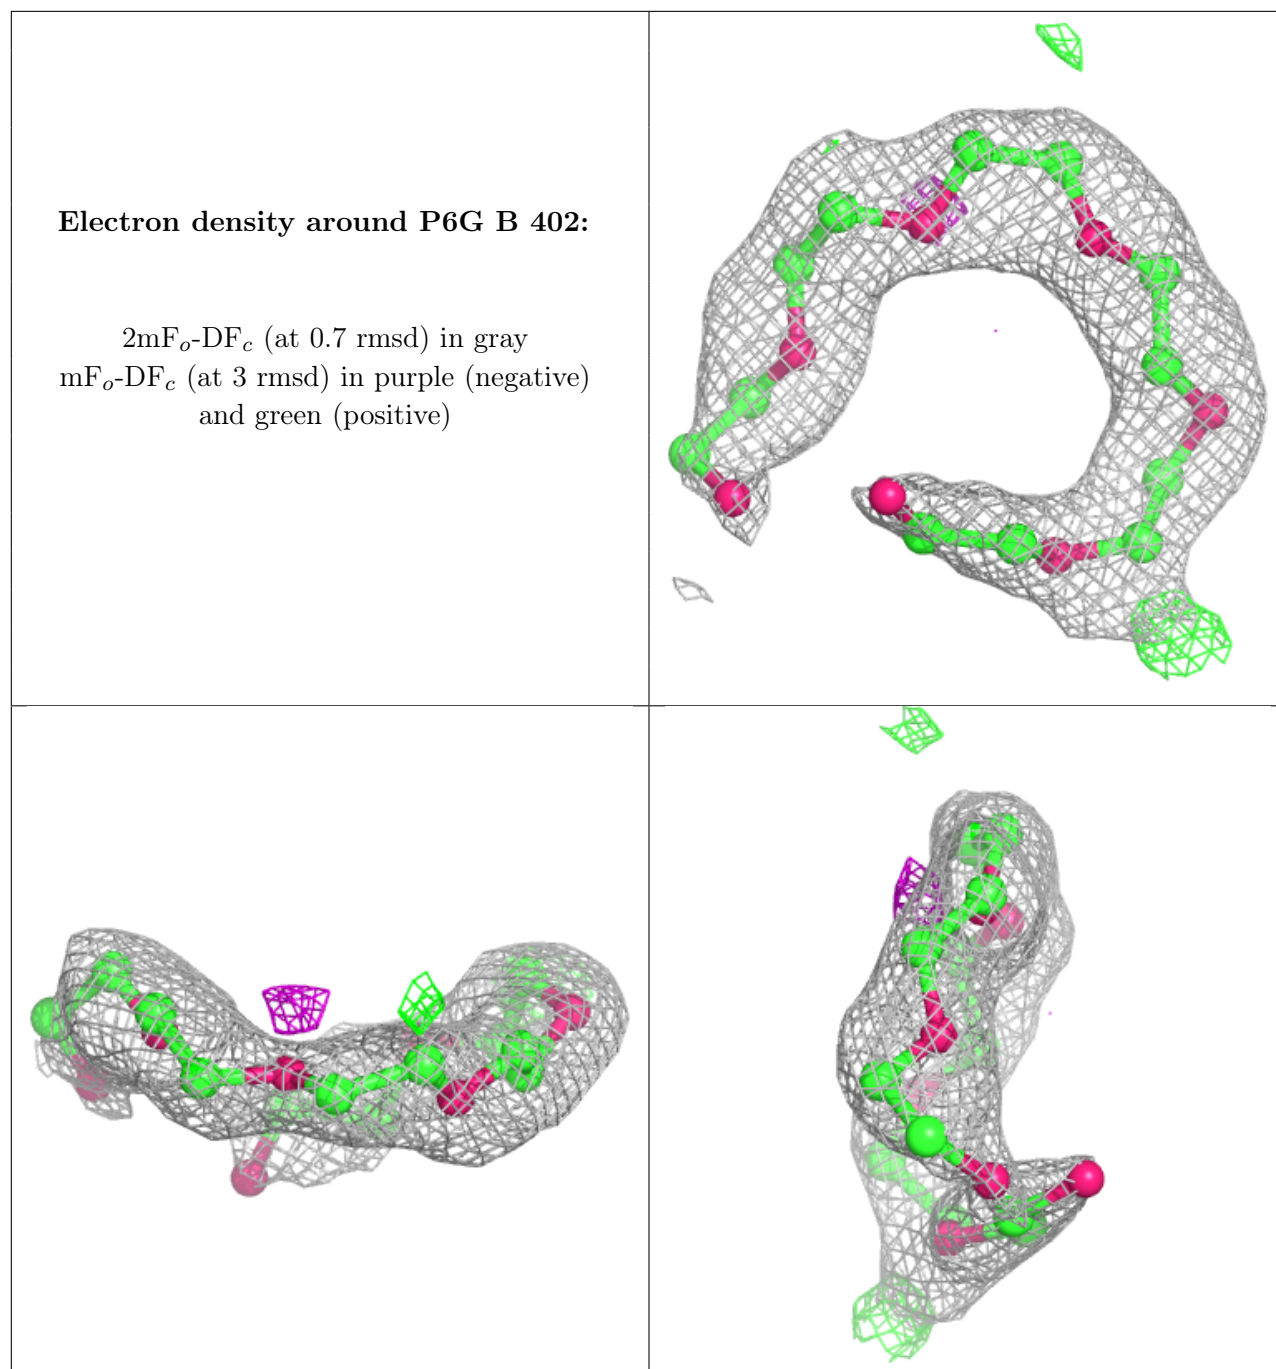 Electron density around P6G B 402:
2mFo-DFc (at 0.7 rmsd) in gray
mFo-DFc (at 3 rmsd) in purple (negative)
and green (positive)